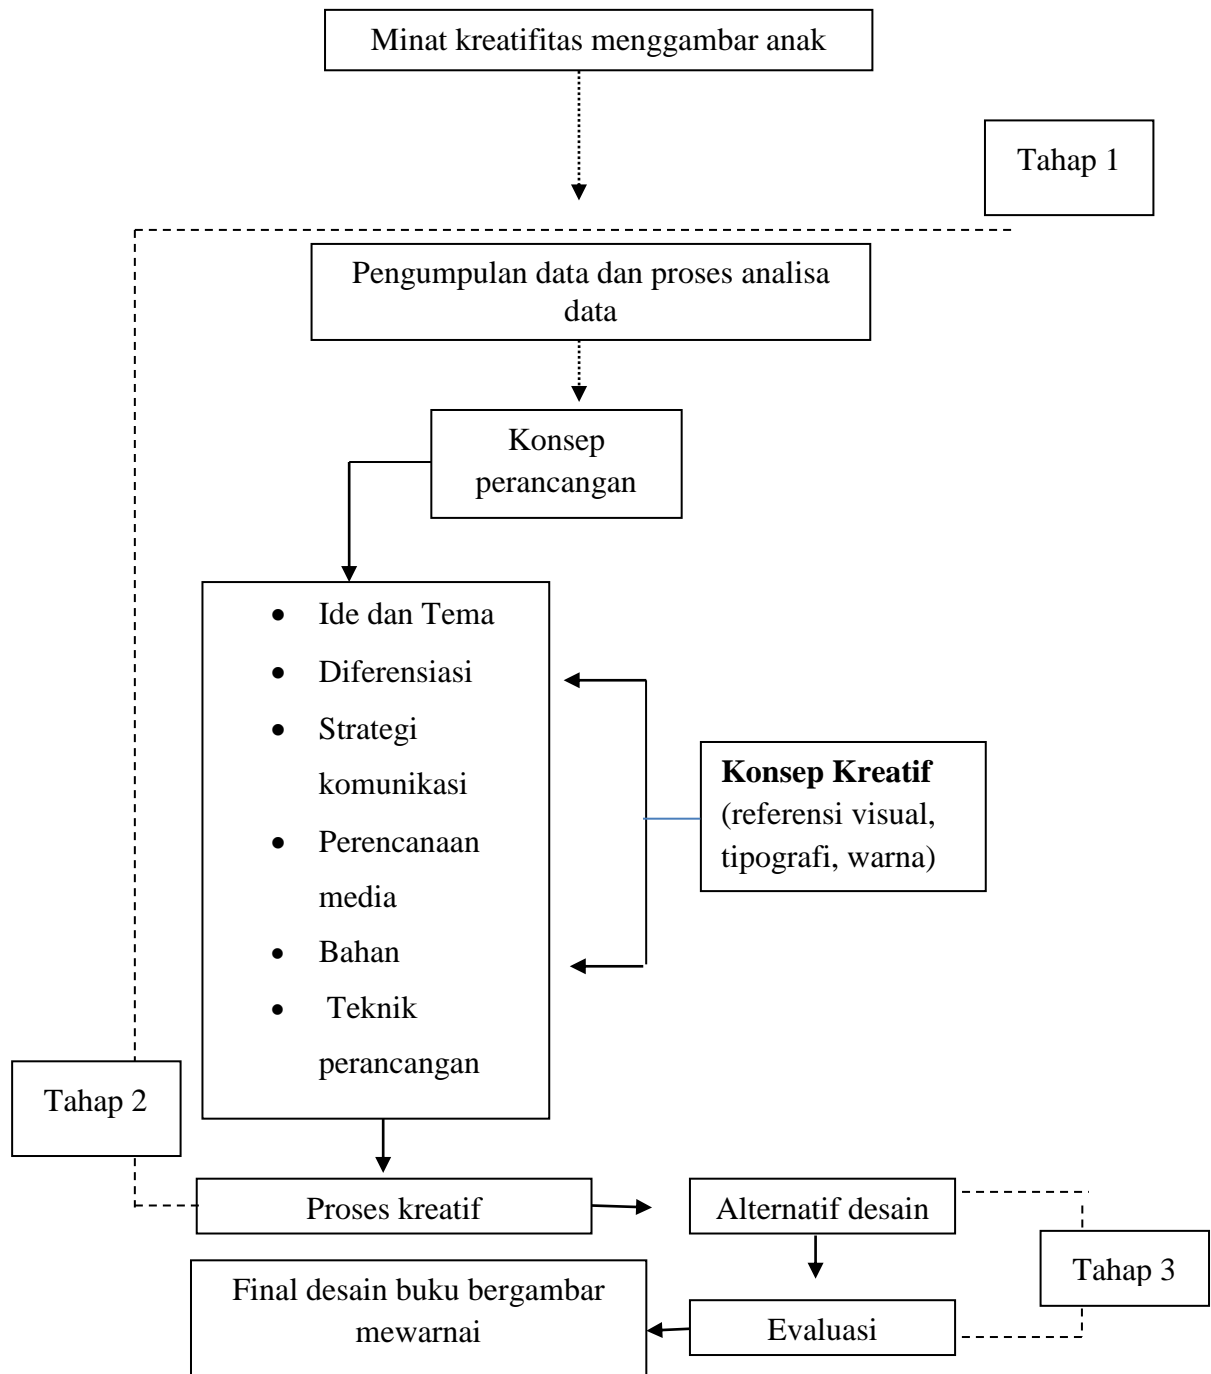 Minat kreatifitas menggambar anak
Tahap 1
Pengumpulan data dan proses analisa
data
Konsep
perancangan
• Ide dan Tema
• Diferensiasi
• Strategi
komunikasi
• Perencanaan
media
• Bahan
• Teknik
perancangan
Konsep Kreatif
(referensi visual,
tipografi, warna)
Tahap 2
Proses kreatif
Alternatif desain
Tahap 3
Final desain buku bergambar
mewarnai
Evaluasi